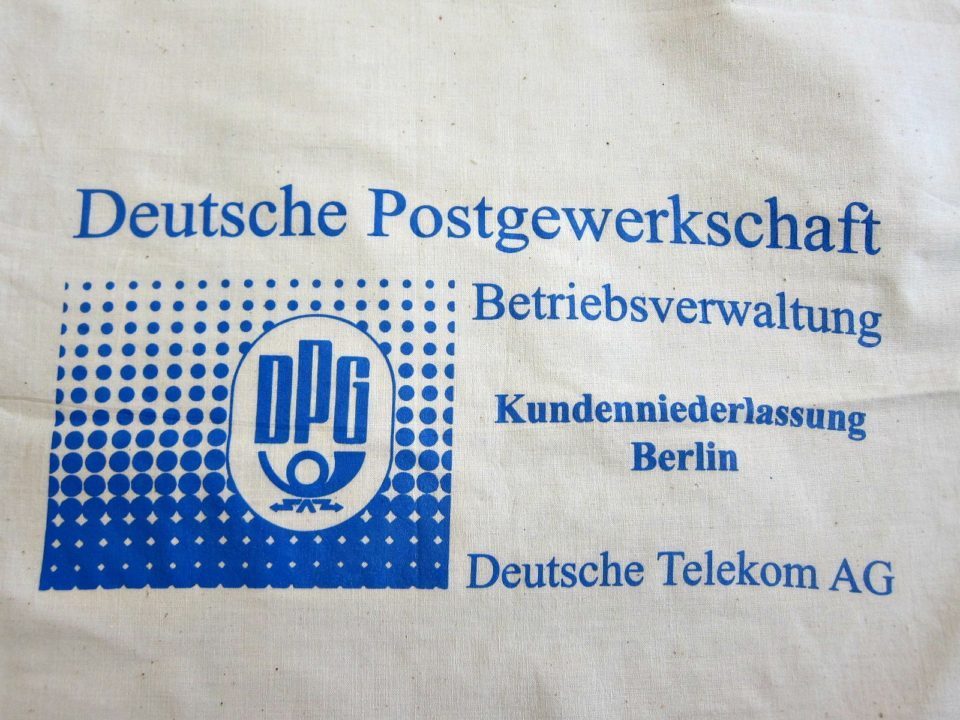 Deutsche Postgewerkschaft
Betriebsverwaltung
DPG
Kundenniederlassung
Berlin
Deutsche Telekom AG